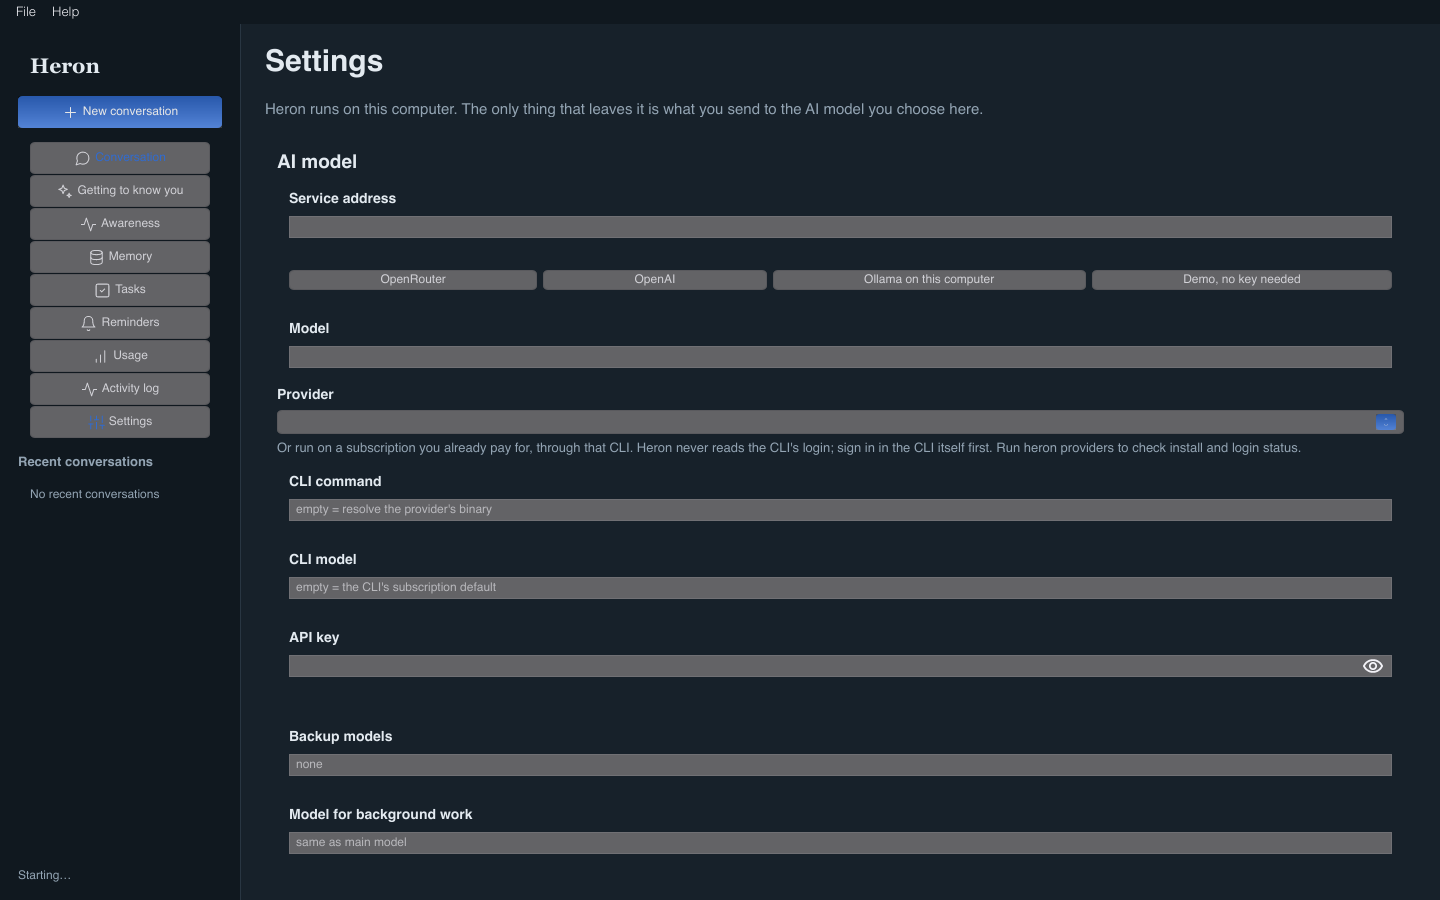 File Help
Heron
New conversation
Conversation
Getting to know you
Awareness
Memory
Tasks
Reminders
Usage
Activity log
Settings
Recent conversations
No recent conversations
Starting...
Settings
Heron runs on this computer. The only thing that leaves it is what you send to the AI model you choose here.
AI model
Service address
OpenRouter OpenAI Ollama on this computer Demo, no key needed
Model
Provider
Or run on a subscription you already pay for, through that CLI. Heron never reads the CLI's login; sign in in the CLI itself first. Run heron providers to check install and login status.
CLI command
empty = resolve the provider's binary
CLI model
empty = the CLI's subscription default
API key
Backup models
none
Model for background work
same as main model